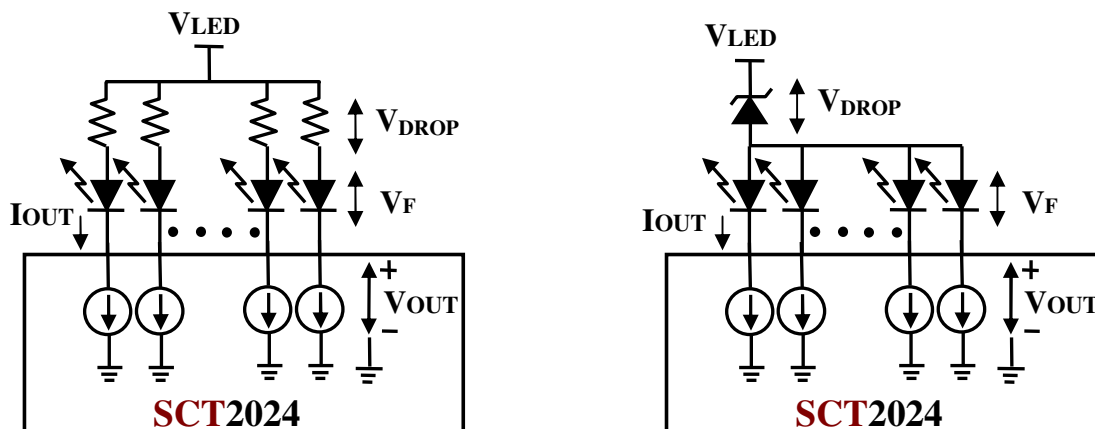 VLED
VDROP
VF
IOUT
+
VOUT
–
SCT2024
VLED
VDROP
VF
IOUT
+
VOUT
–
SCT2024